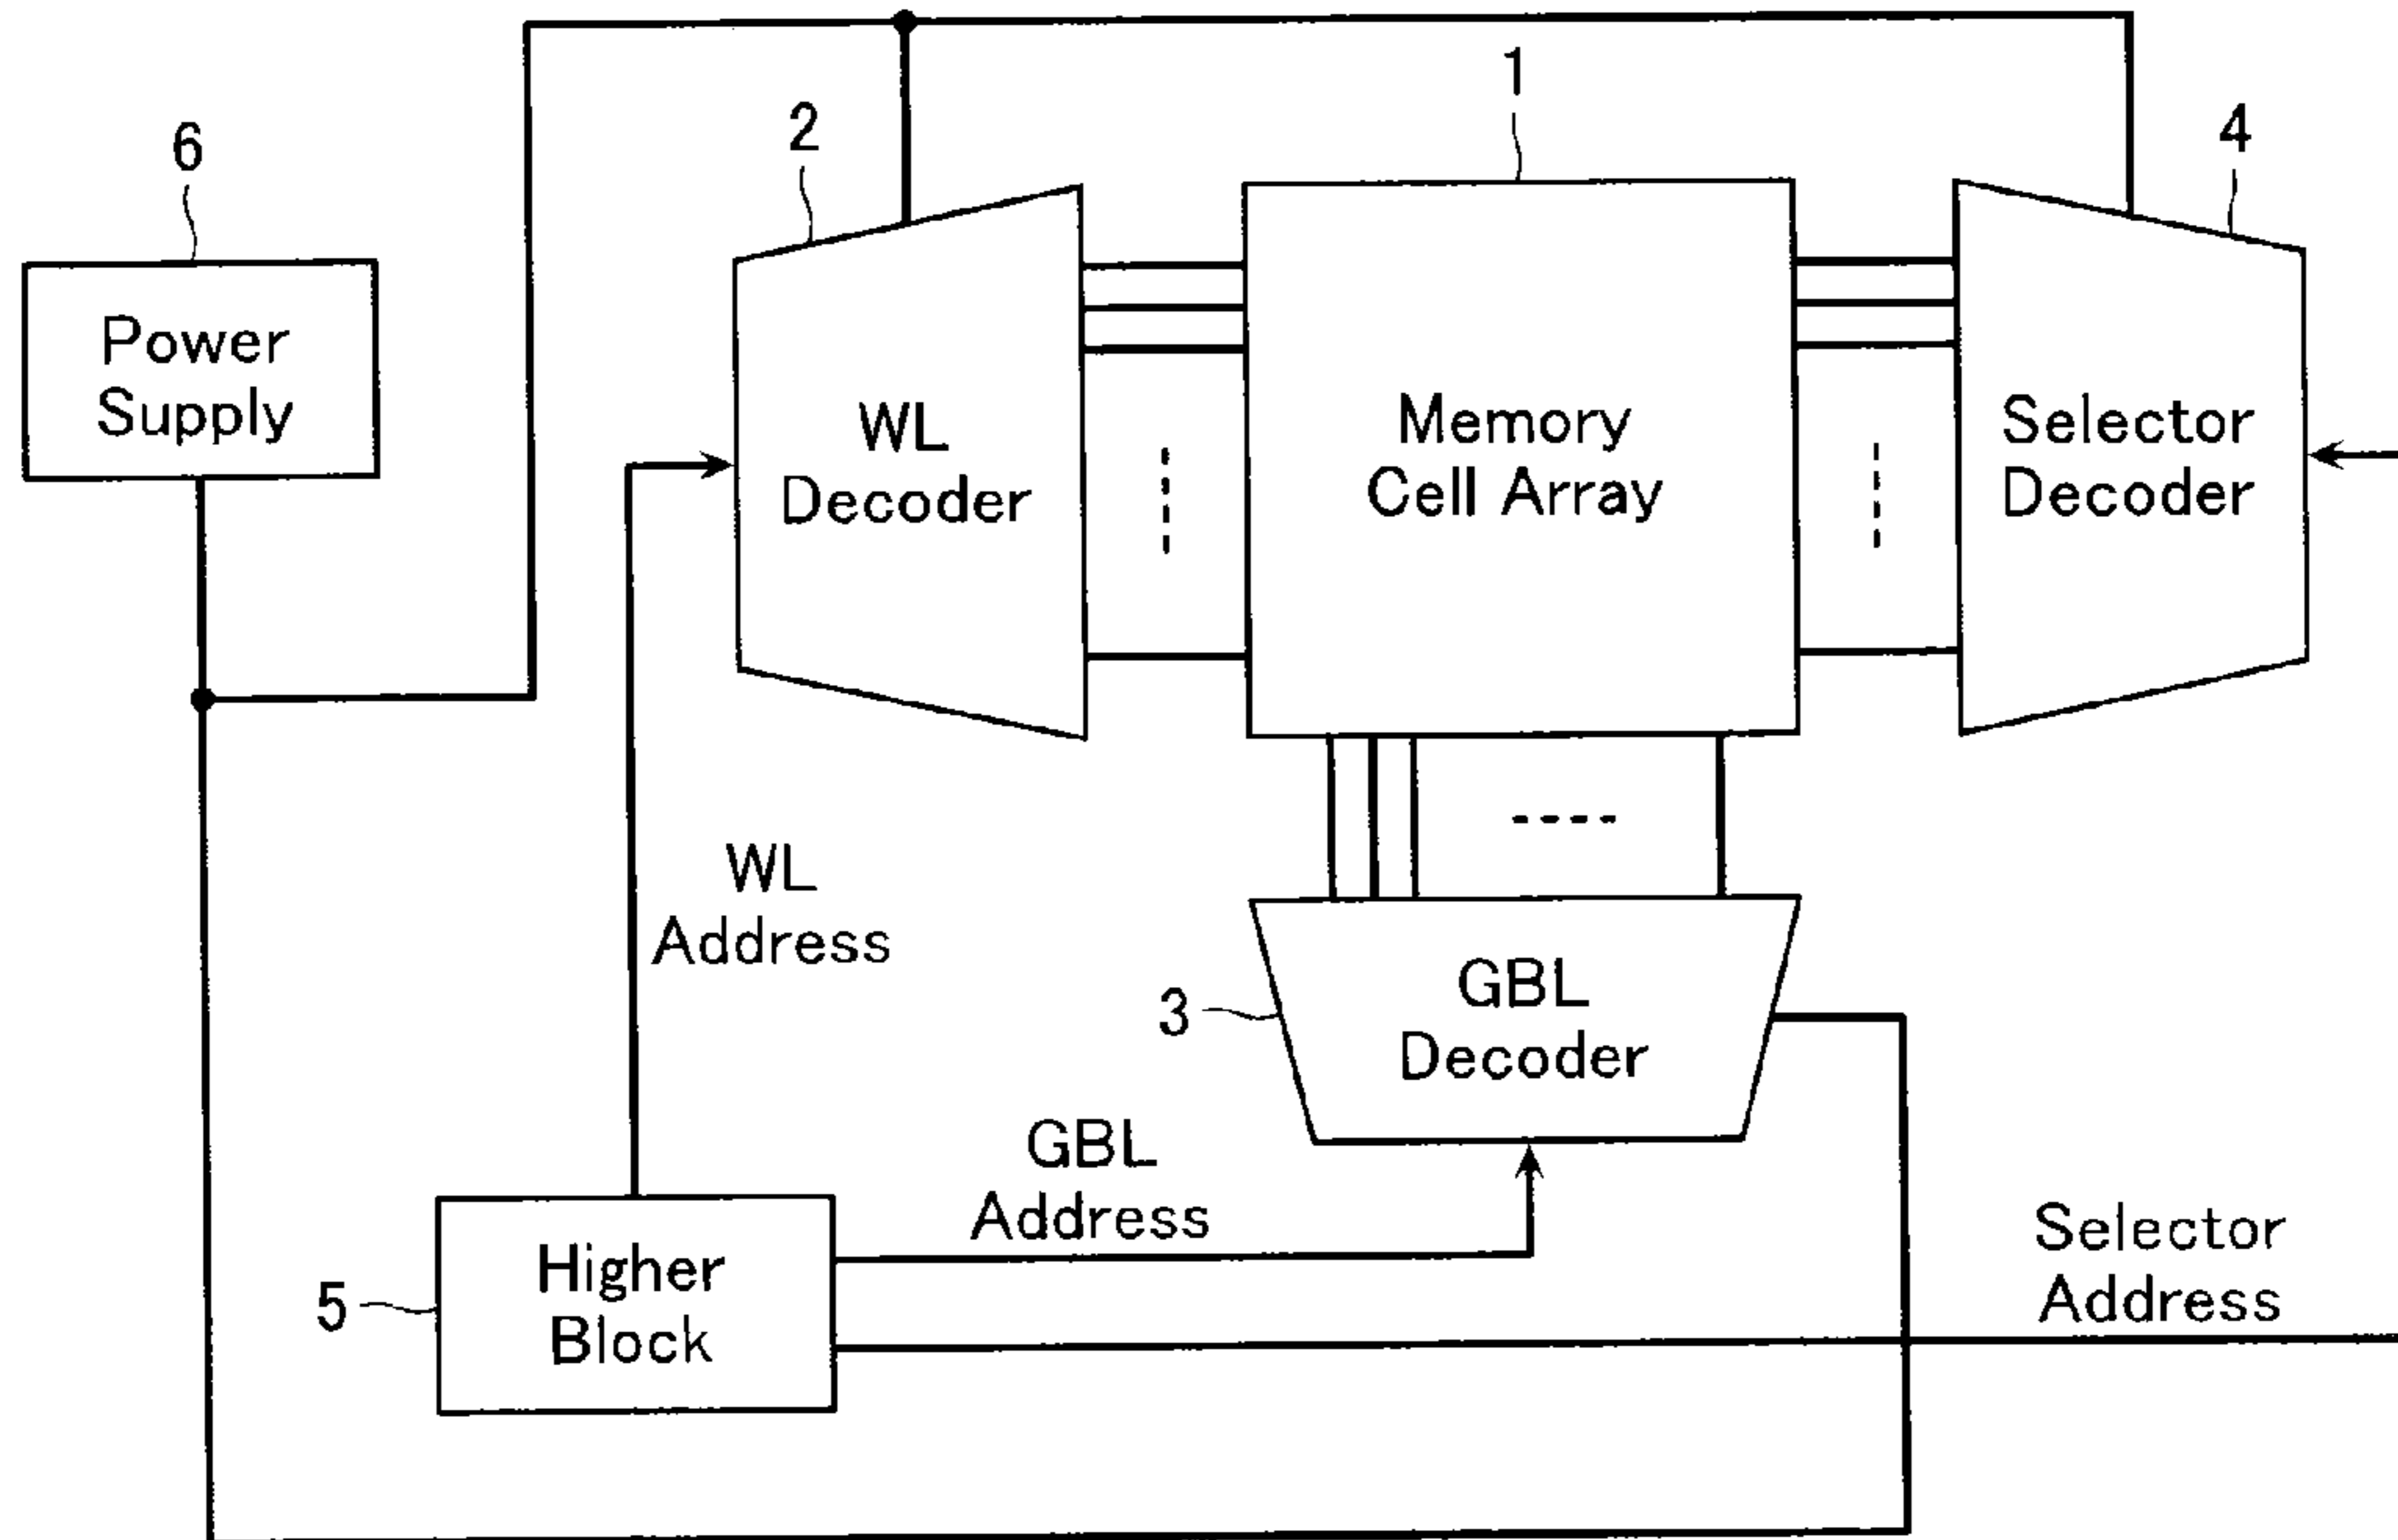 1
2
4
6
Power
Supply
WL
Decoder
Memory
Cell Array
Selector
Decoder
WL
Address
3
GBL
Decoder
GBL
Address
Selector
Address
5
Higher
Block